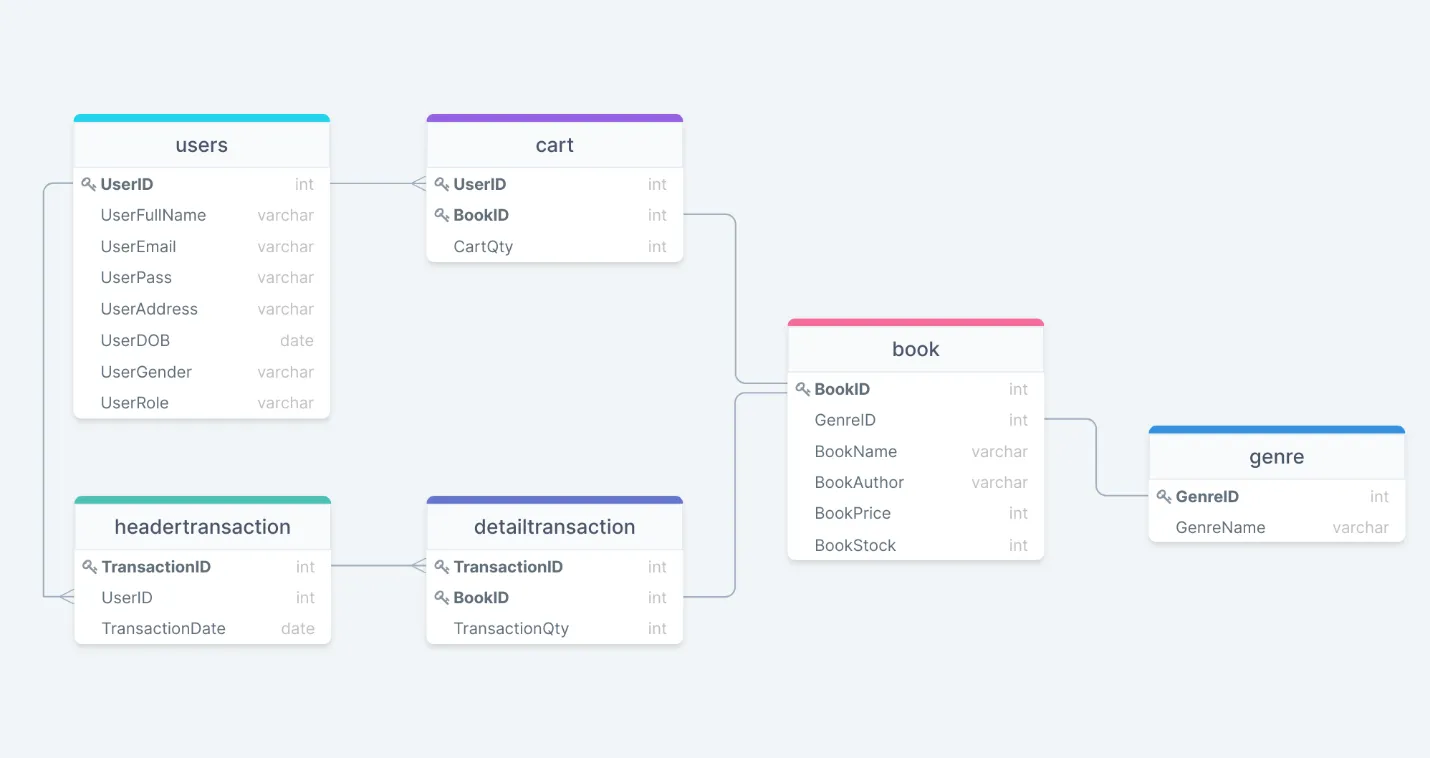 users
UserID int
UserFullName varchar
UserEmail varchar
UserPass varchar
UserAddress varchar
UserDOB date
UserGender varchar
UserRole varchar
cart
UserID int
BookID int
CartQty int
book
BookID int
GenreID int
BookName varchar
BookAuthor varchar
BookPrice int
BookStock int
genre
GenreID int
GenreName varchar
headertransaction
TransactionID int
UserID int
TransactionDate date
detailtransaction
TransactionID int
BookID int
TransactionQty int